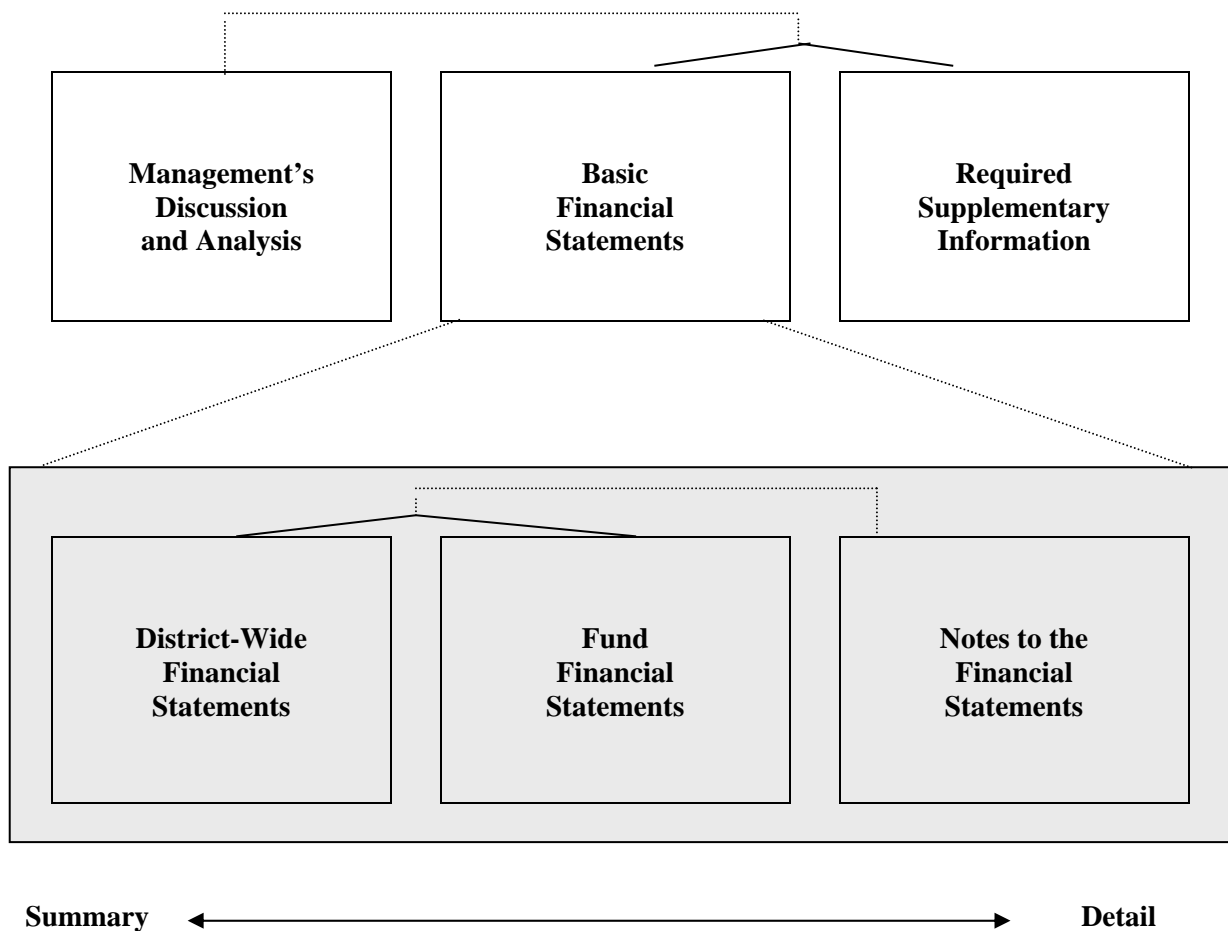 Management’s
Discussion
and Analysis
Basic
Financial
Statements
Required
Supplementary
Information
District-Wide
Financial
Statements
Fund
Financial
Statements
Notes to the
Financial
Statements
Summary
Detail